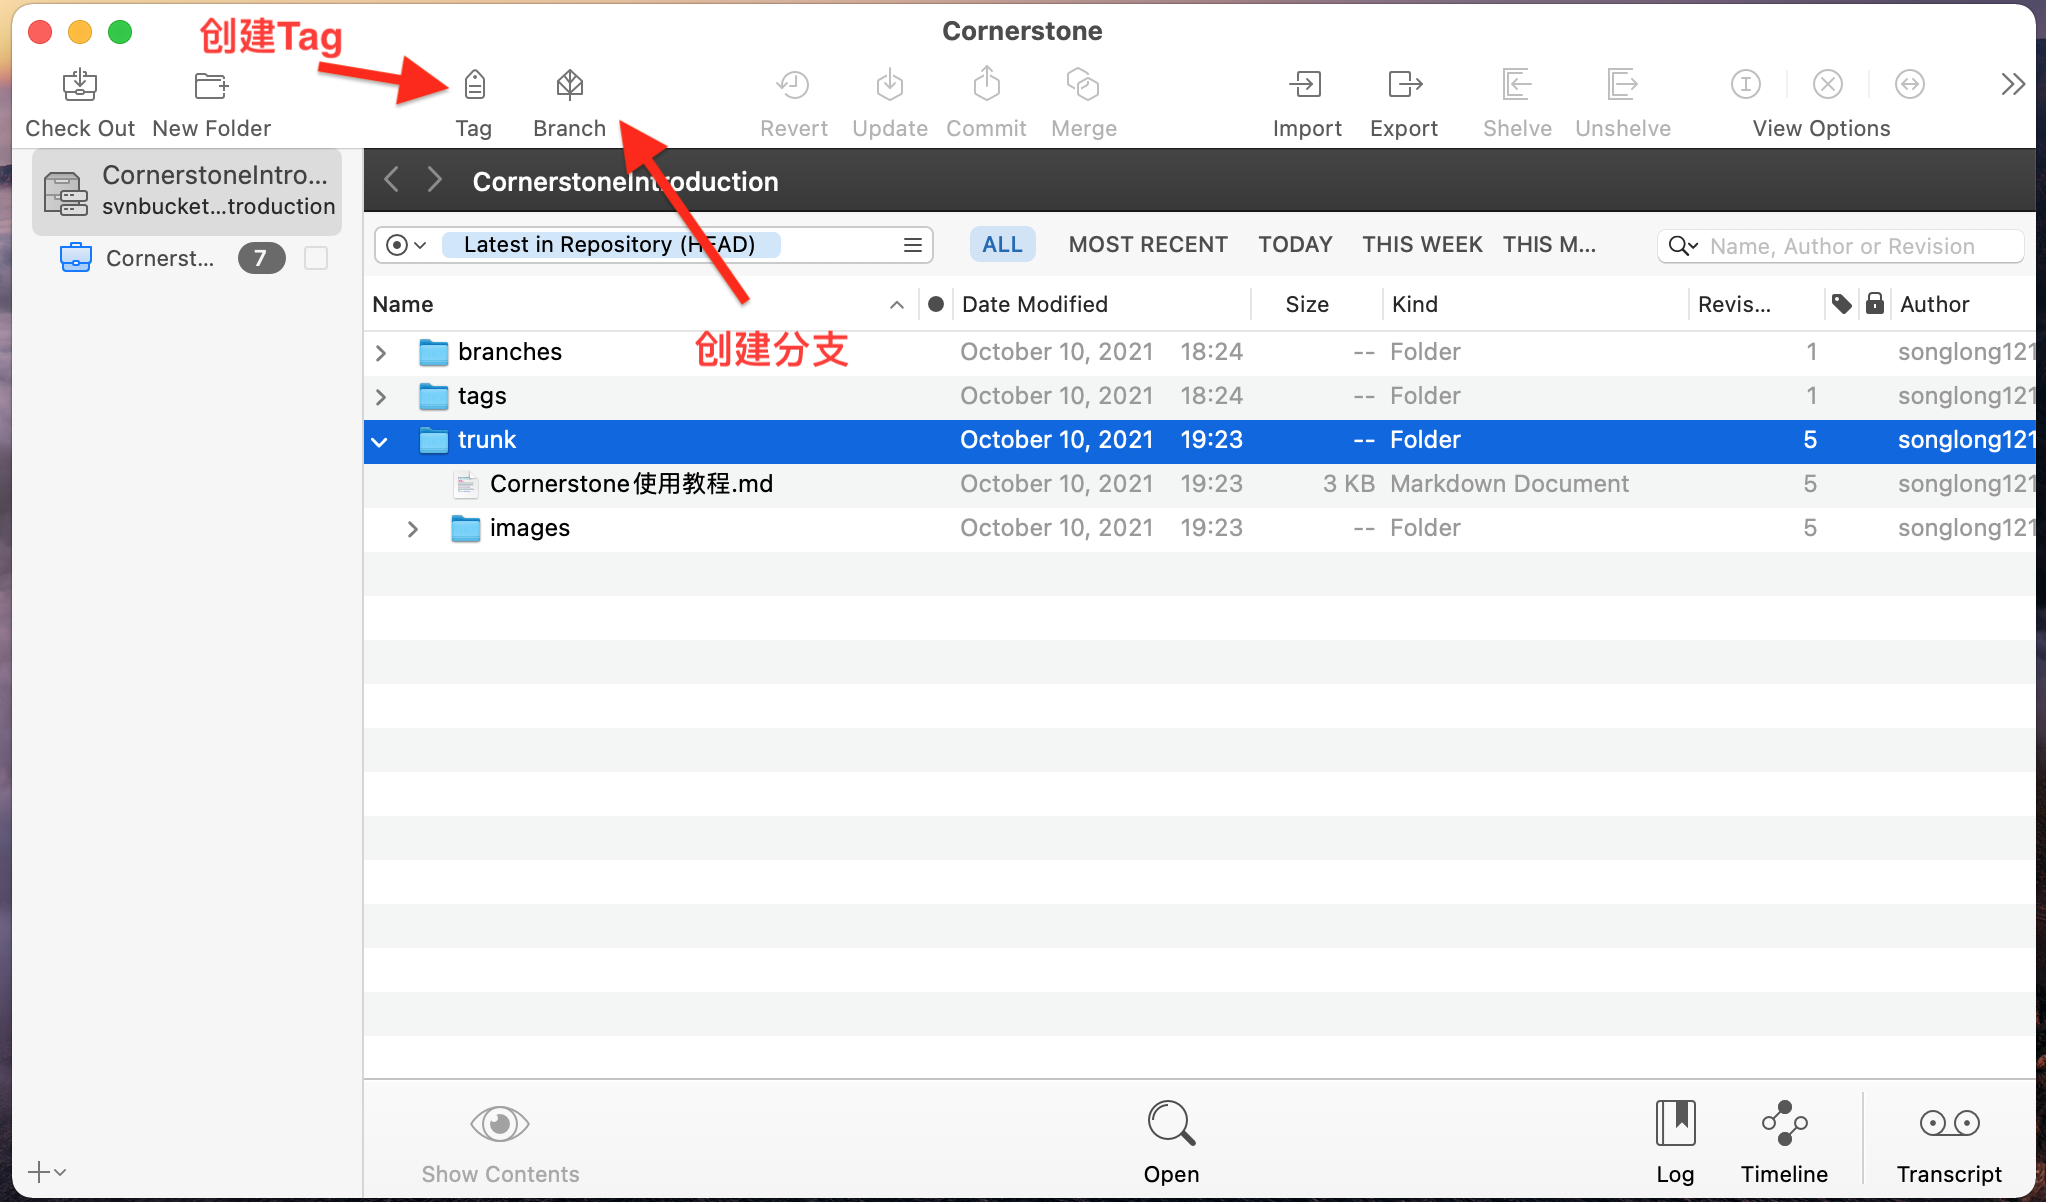 Cornerstone
创建Tag
Check Out New Folder Tag Branch Revert Update Commit Merge Import Export Shelve Unshelve View Options
CornerstoneIntro...
svnbucket...troduction
Cornerst... 7
CornerstoneIntroduction
Latest in Repository (HEAD) ALL MOST RECENT TODAY THIS WEEK THIS M... Name, Author or Revision
Name Date Modified Size Kind Revis... Author
创建分支
branches October 10, 2021 18:24 -- Folder 1 songlong121
tags October 10, 2021 18:24 -- Folder 1 songlong121
trunk October 10, 2021 19:23 -- Folder 5 songlong121
Cornerstone使用教程.md October 10, 2021 19:23 3 KB Markdown Document 5 songlong121
images October 10, 2021 19:23 -- Folder 5 songlong121
Show Contents Open Log Timeline Transcript